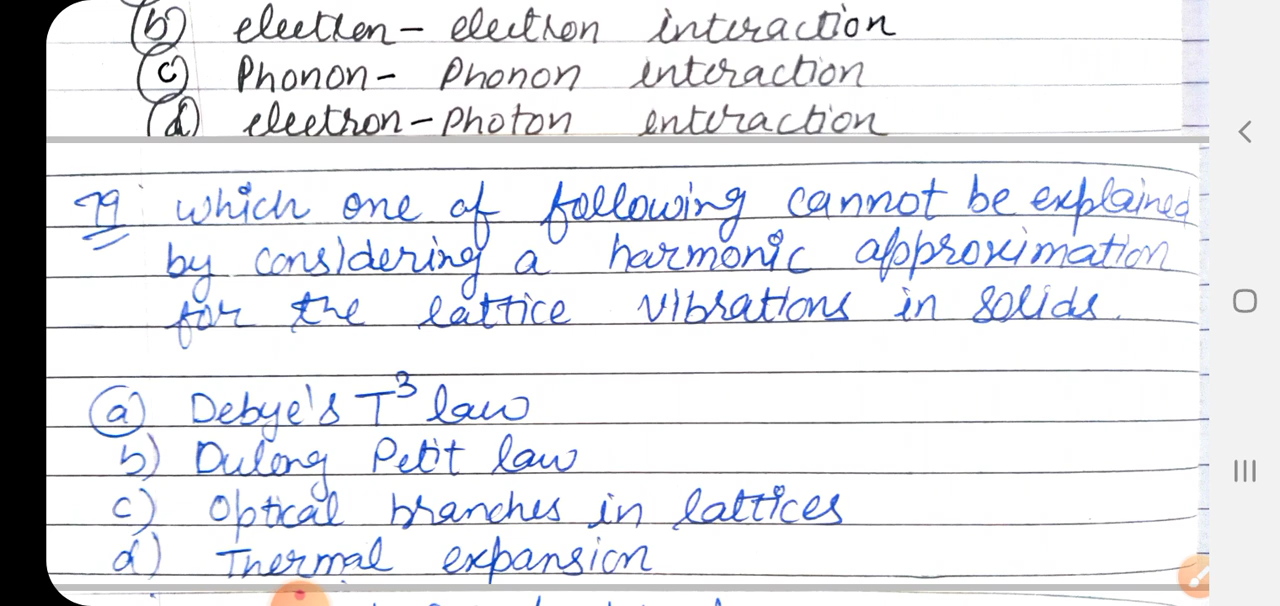 (b) electron - election interaction
(c) Phonon - Phonon interaction
(d) electron - Photon interaction
79 which one of following cannot be explained
by considering a harmonic approximation
for the lattice vibrations in solids.
(a) Debye's T³ law
b) Dulong Petit law
c) Optical branches in lattices
d) Thermal expansion